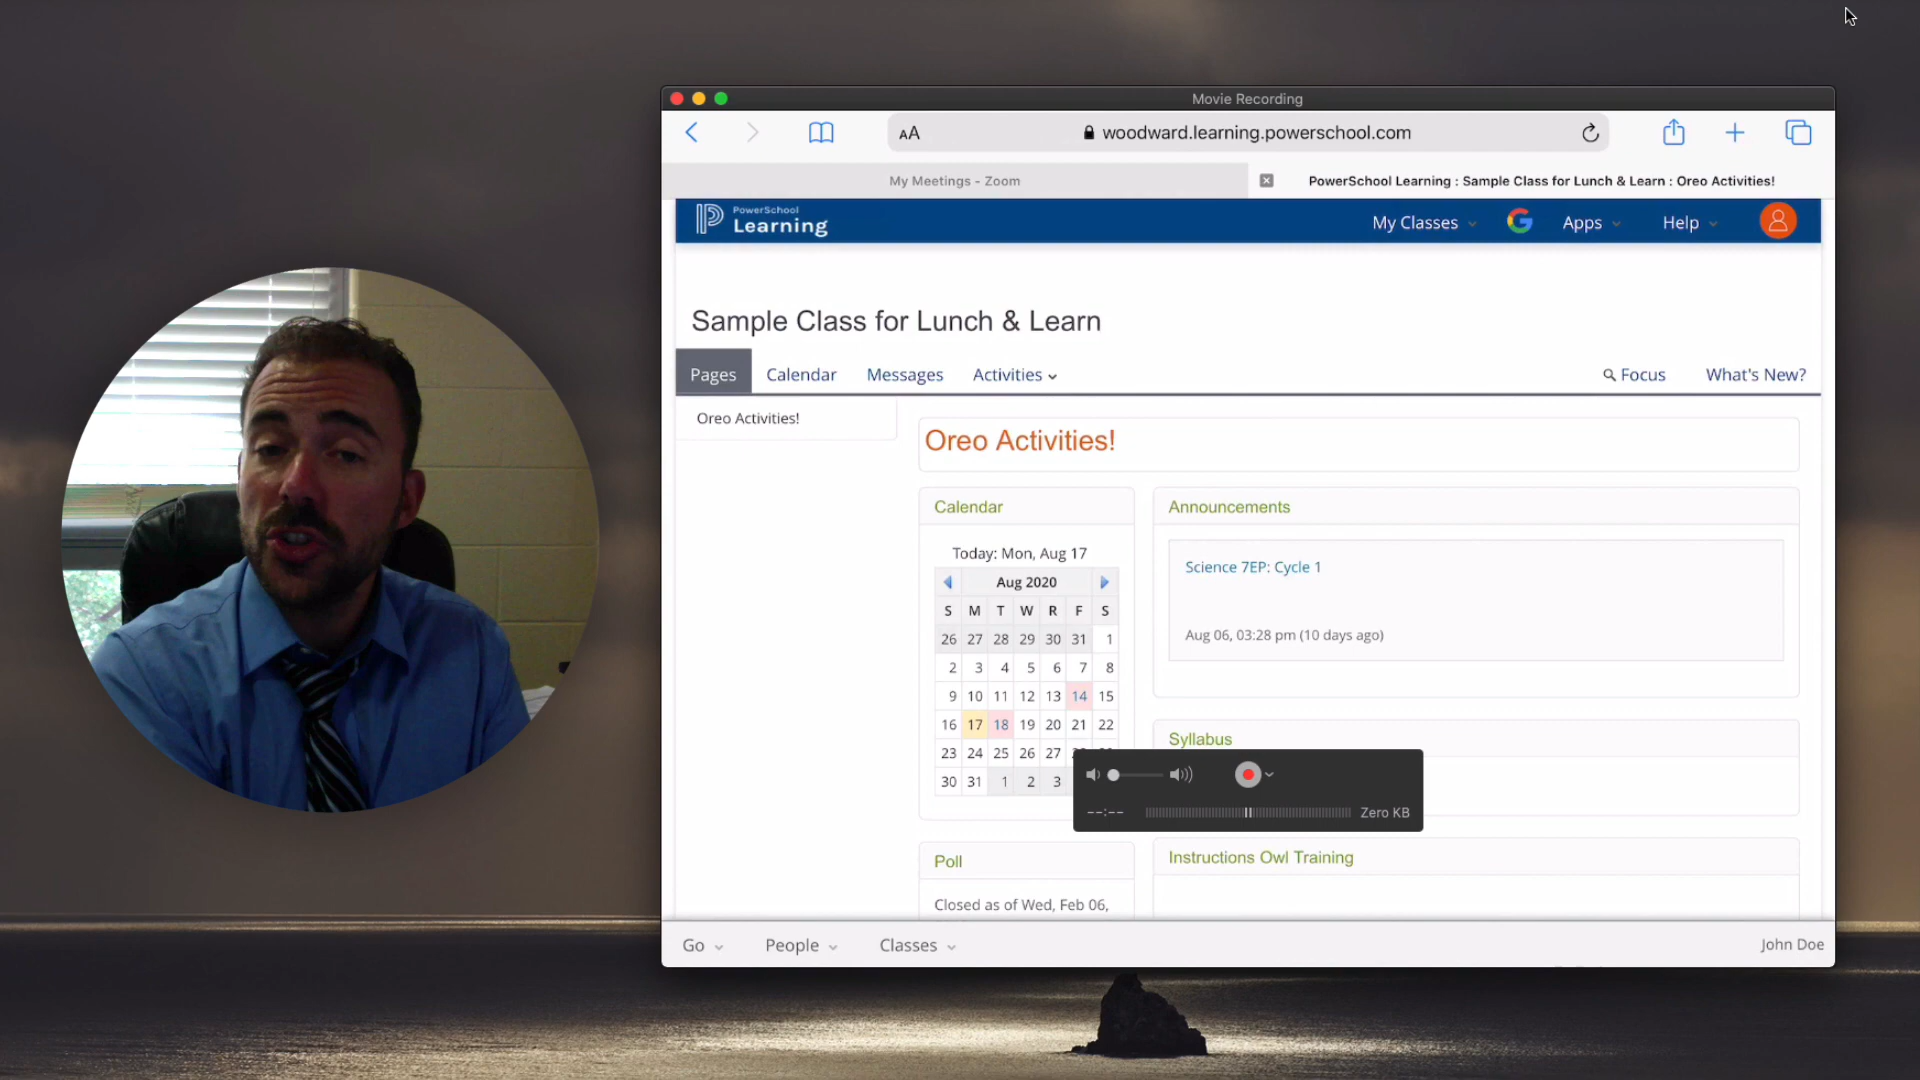 Movie Recording
AA
woodward.learning.powerschool.com
My Meetings - Zoom
PowerSchool Learning : Sample Class for Lunch & Learn : Oreo Activities!
PowerSchool
Learning
My Classes
Apps
Help
Sample Class for Lunch & Learn
Pages
Calendar
Messages
Activities
Focus
What's New?
Oreo Activities!
Oreo Activities!
Calendar
Today: Mon, Aug 17
Aug 2020
S M T W R F S
26 27 28 29 30 31 1
2 3 4 5 6 7 8
9 10 11 12 13 14 15
16 17 18 19 20 21 22
23 24 25 26 27
30 31 1 2 3
Announcements
Science 7EP: Cycle 1
Aug 06, 03:28 pm (10 days ago)
Syllabus
--:--
Zero KB
Instructions Owl Training
Poll
Closed as of Wed, Feb 06,
Go
People
Classes
John Doe